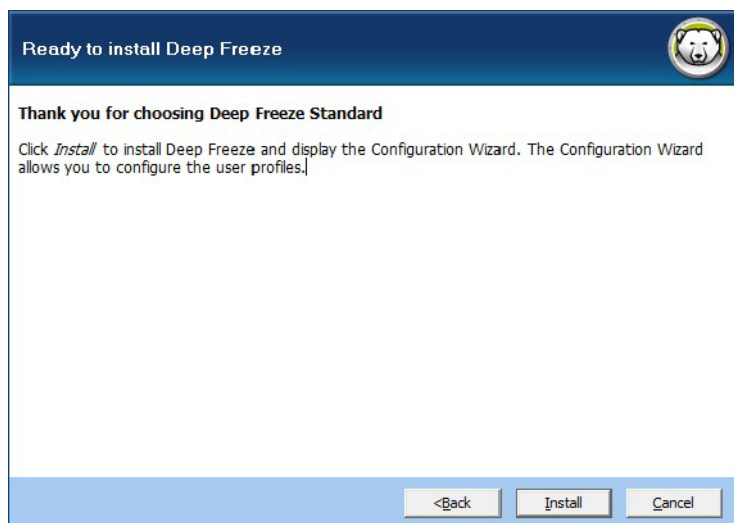 Ready to install Deep Freeze
Thank you for choosing Deep Freeze Standard
Click Install to install Deep Freeze and display the Configuration Wizard. The Configuration Wizard
allows you to configure the user profiles.
<Back
Install
Cancel